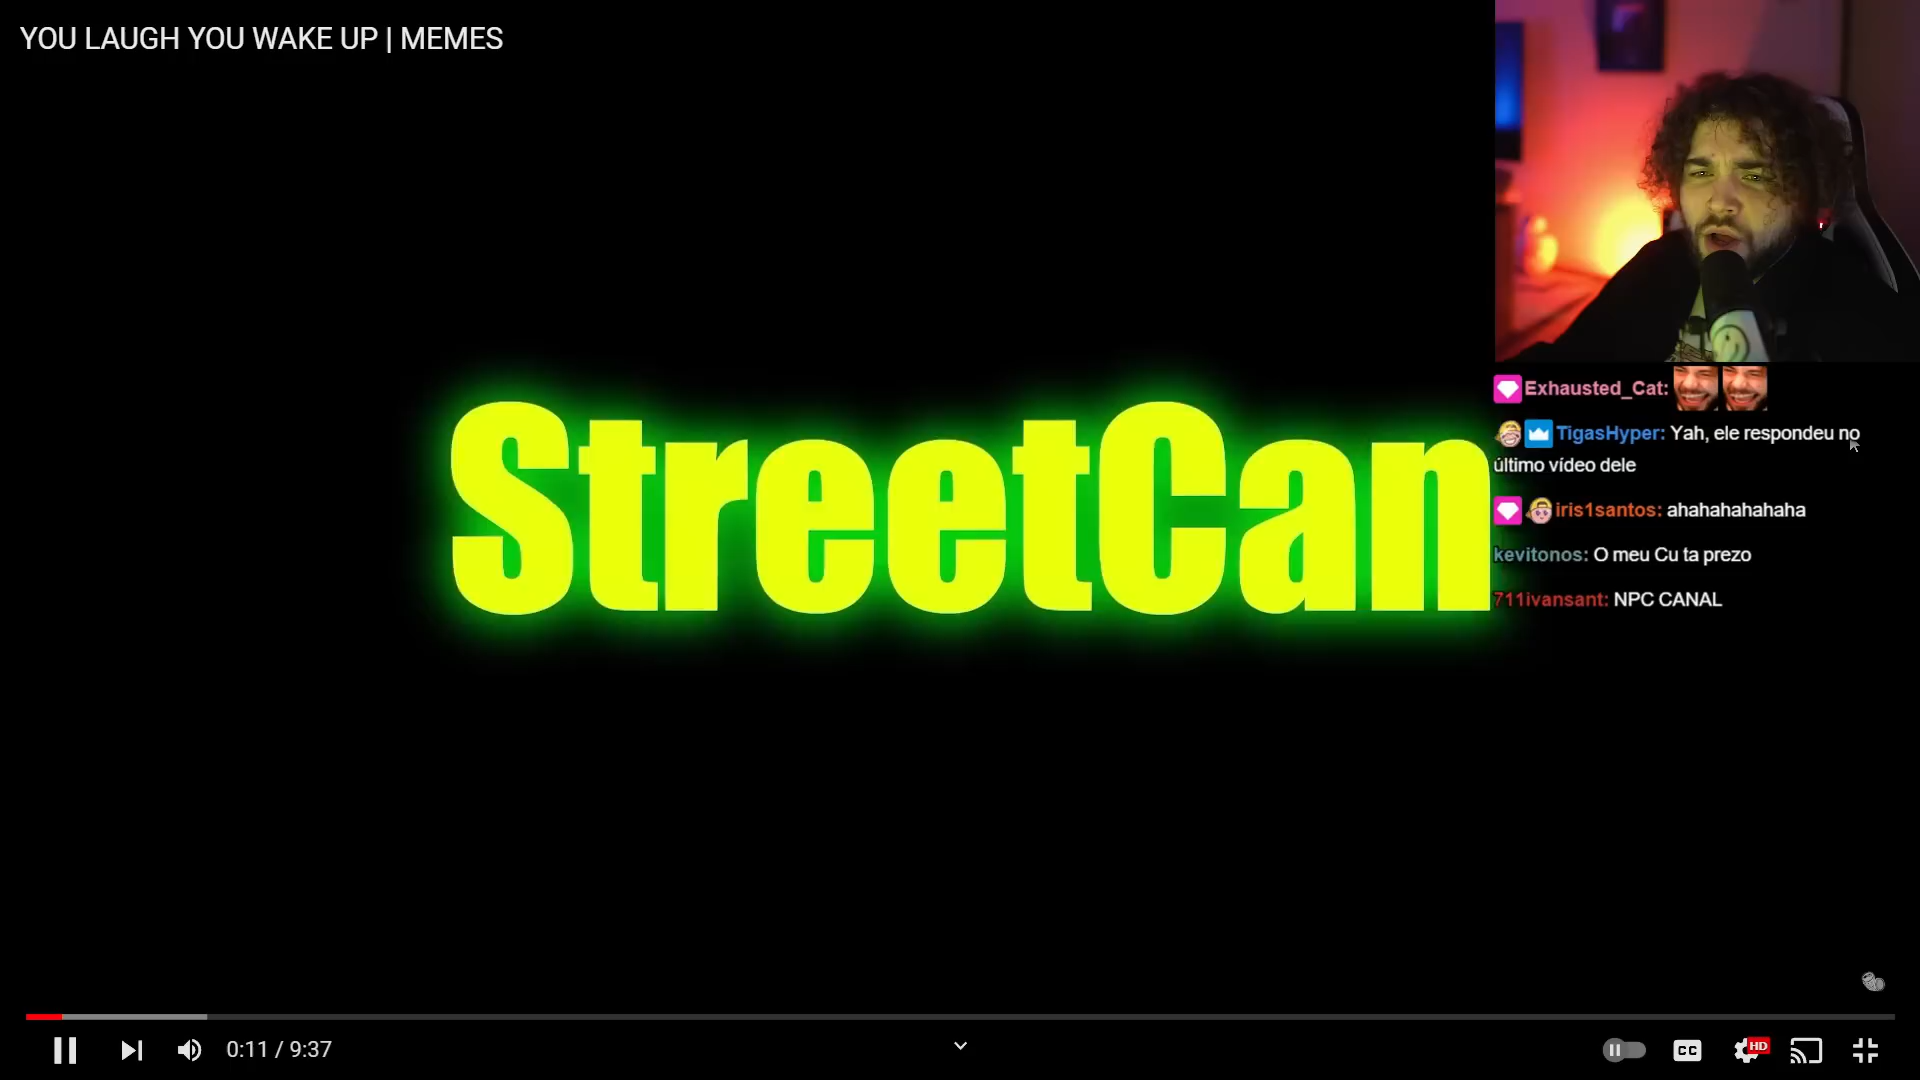 YOU LAUGH YOU WAKE UP | MEMES
StreetCan
Exhausted_Cat:
TigasHyper: Yah, ele respondeu no
último vídeo dele
iris1santos: ahahahahahaha
kevitonos: O meu Cu ta prezo
711ivansant: NPC CANAL
0:11 / 9:37
CC
HD